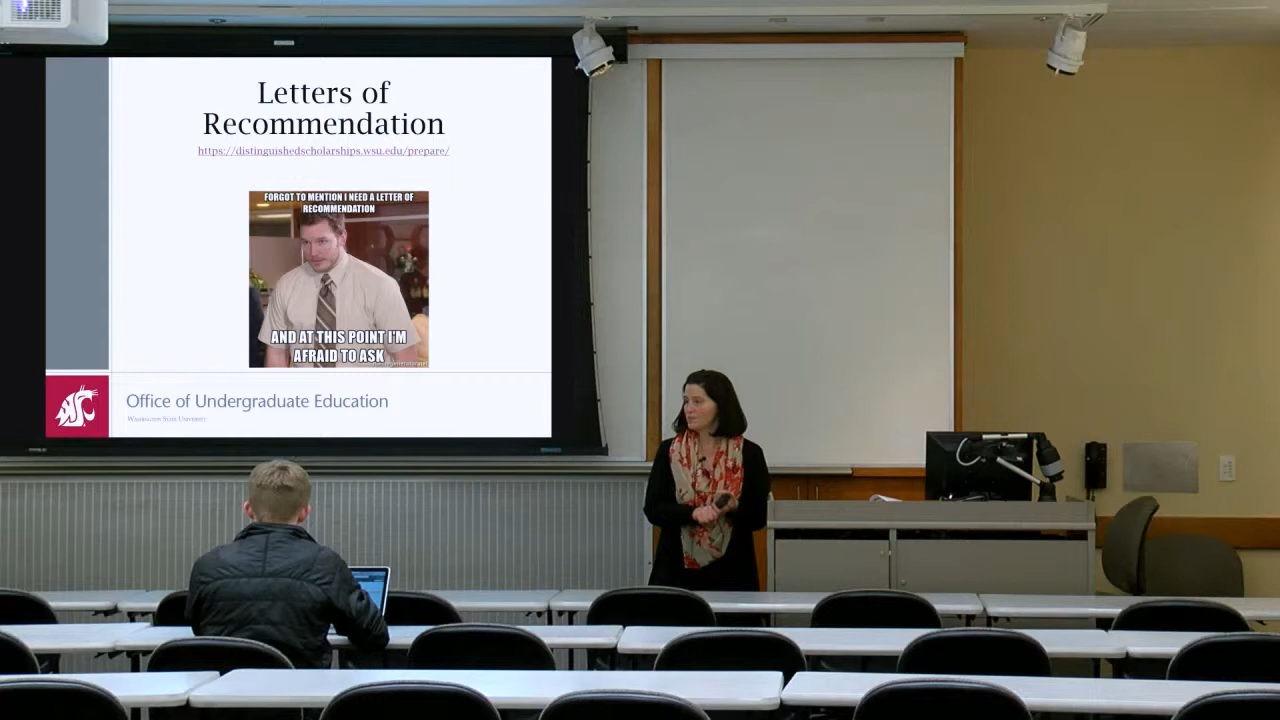 Letters of
Recommendation
https://distinguishedscholarships.wsu.edu/prepare/
FORGOT TO MENTION I NEED A LETTER OF
RECOMMENDATION
AND AT THIS POINT I'M
AFRAID TO ASK
Office of Undergraduate Education
WASHINGTON STATE UNIVERSITY